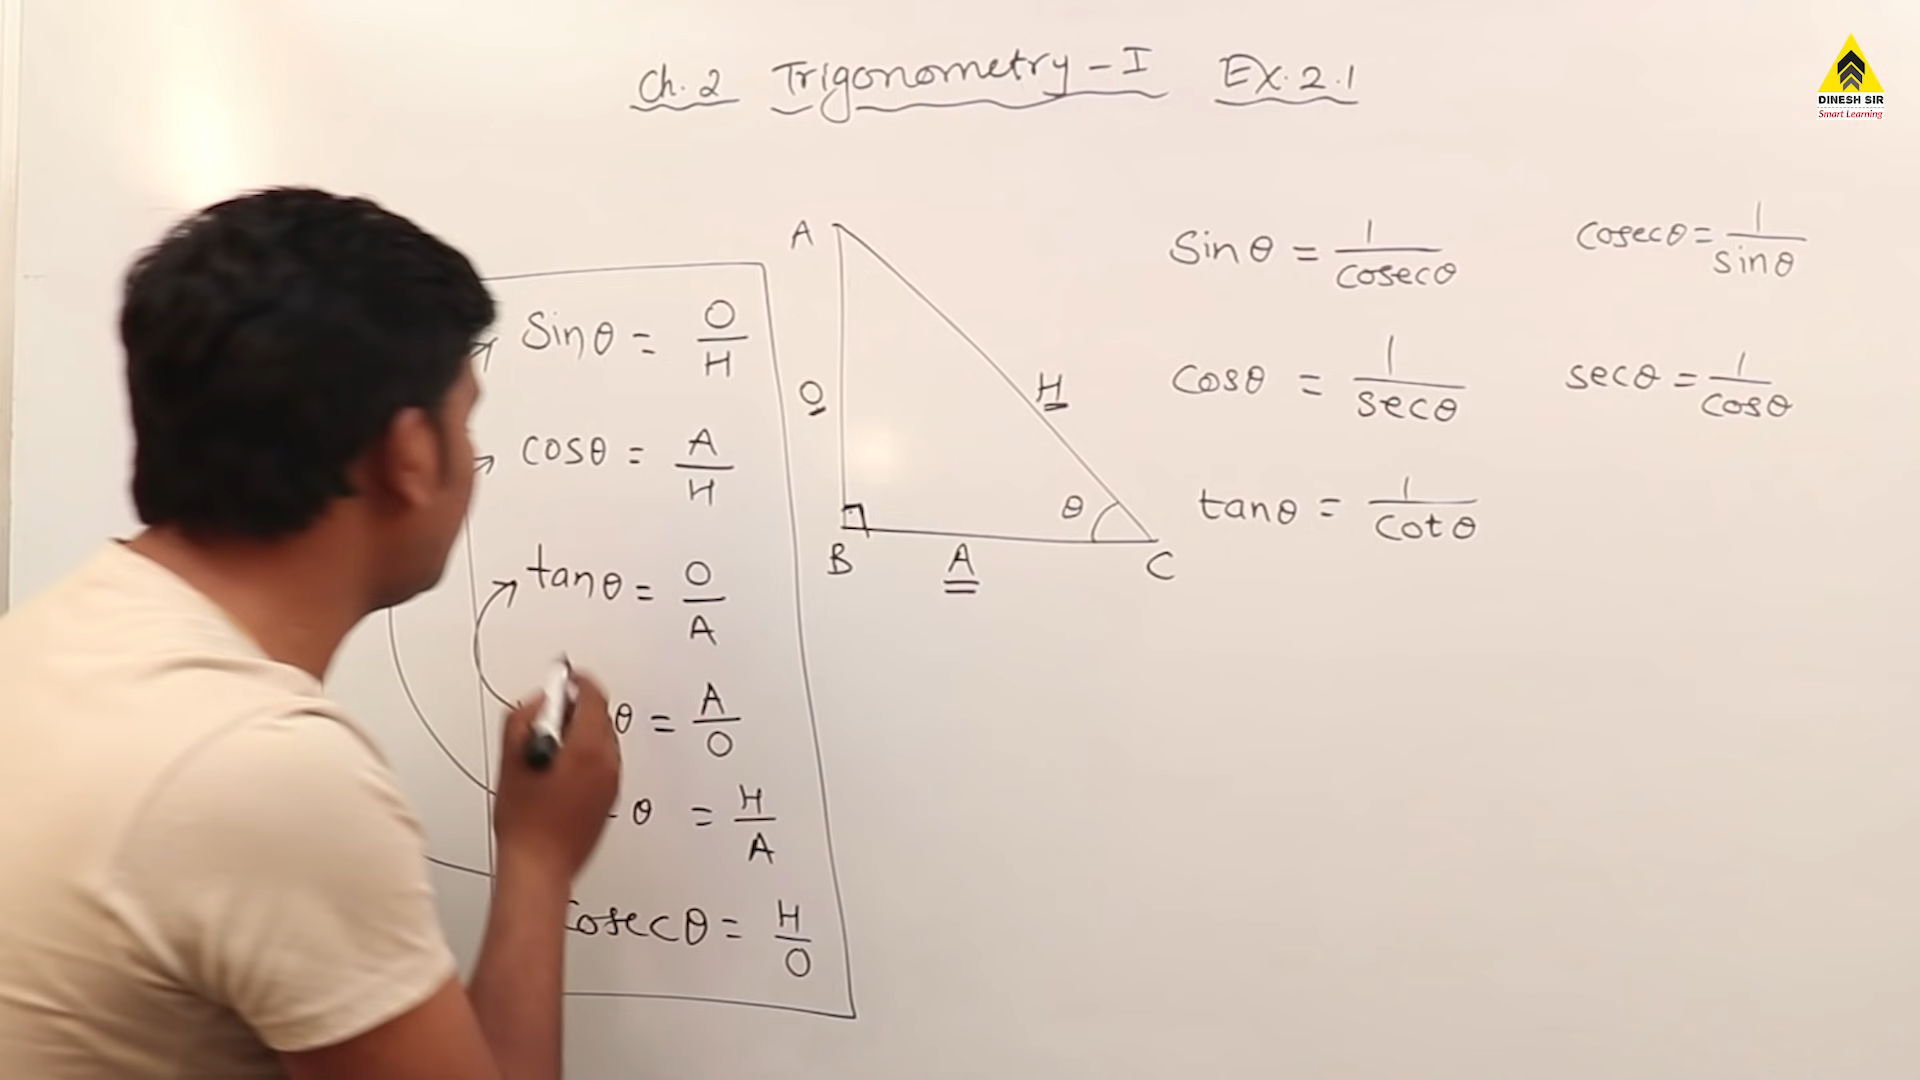 Ch. 2 Trigonometry - I Ex. 2.1
DINESH SIR
Smart Learning
Sinθ = O/H
cosθ = A/H
tanθ = O/A
θ = A/O
θ = H/A
cosecθ = H/O
A
O
H
θ
B
A
C
Sinθ = 1/cosecθ
cosecθ = 1/sinθ
cosθ = 1/secθ
secθ = 1/cosθ
tanθ = 1/cotθ